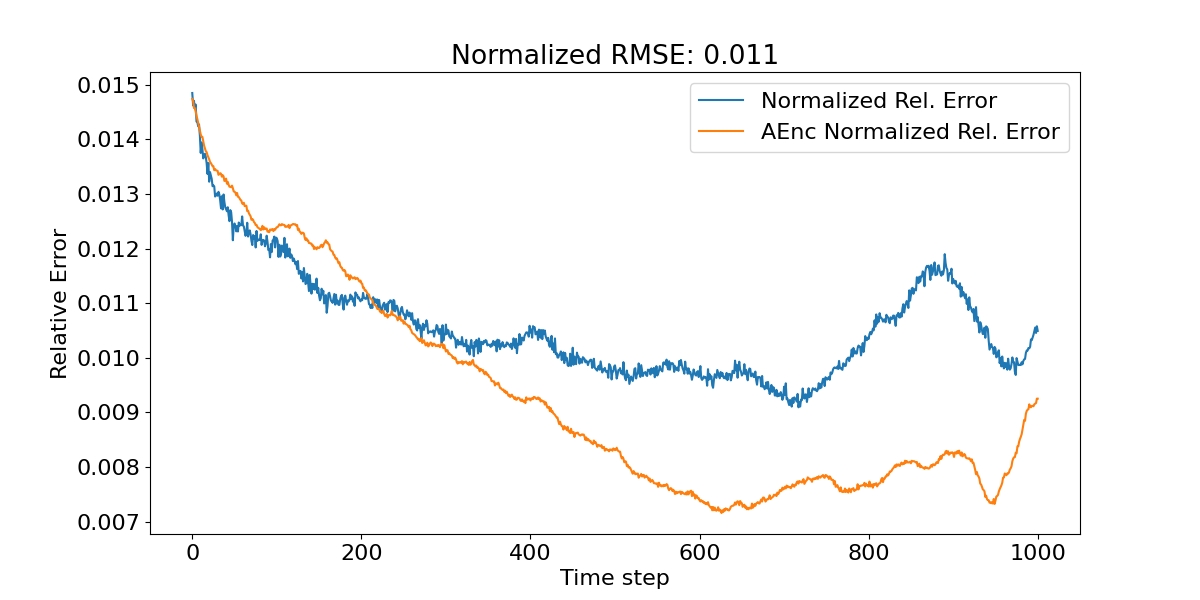 Normalized RMSE: 0.011
Normalized Rel. Error
AEnc Normalized Rel. Error
Relative Error
0.015
0.014
0.013
0.012
0.011
0.010
0.009
0.008
0.007
0 200 400 600 800 1000
Time step